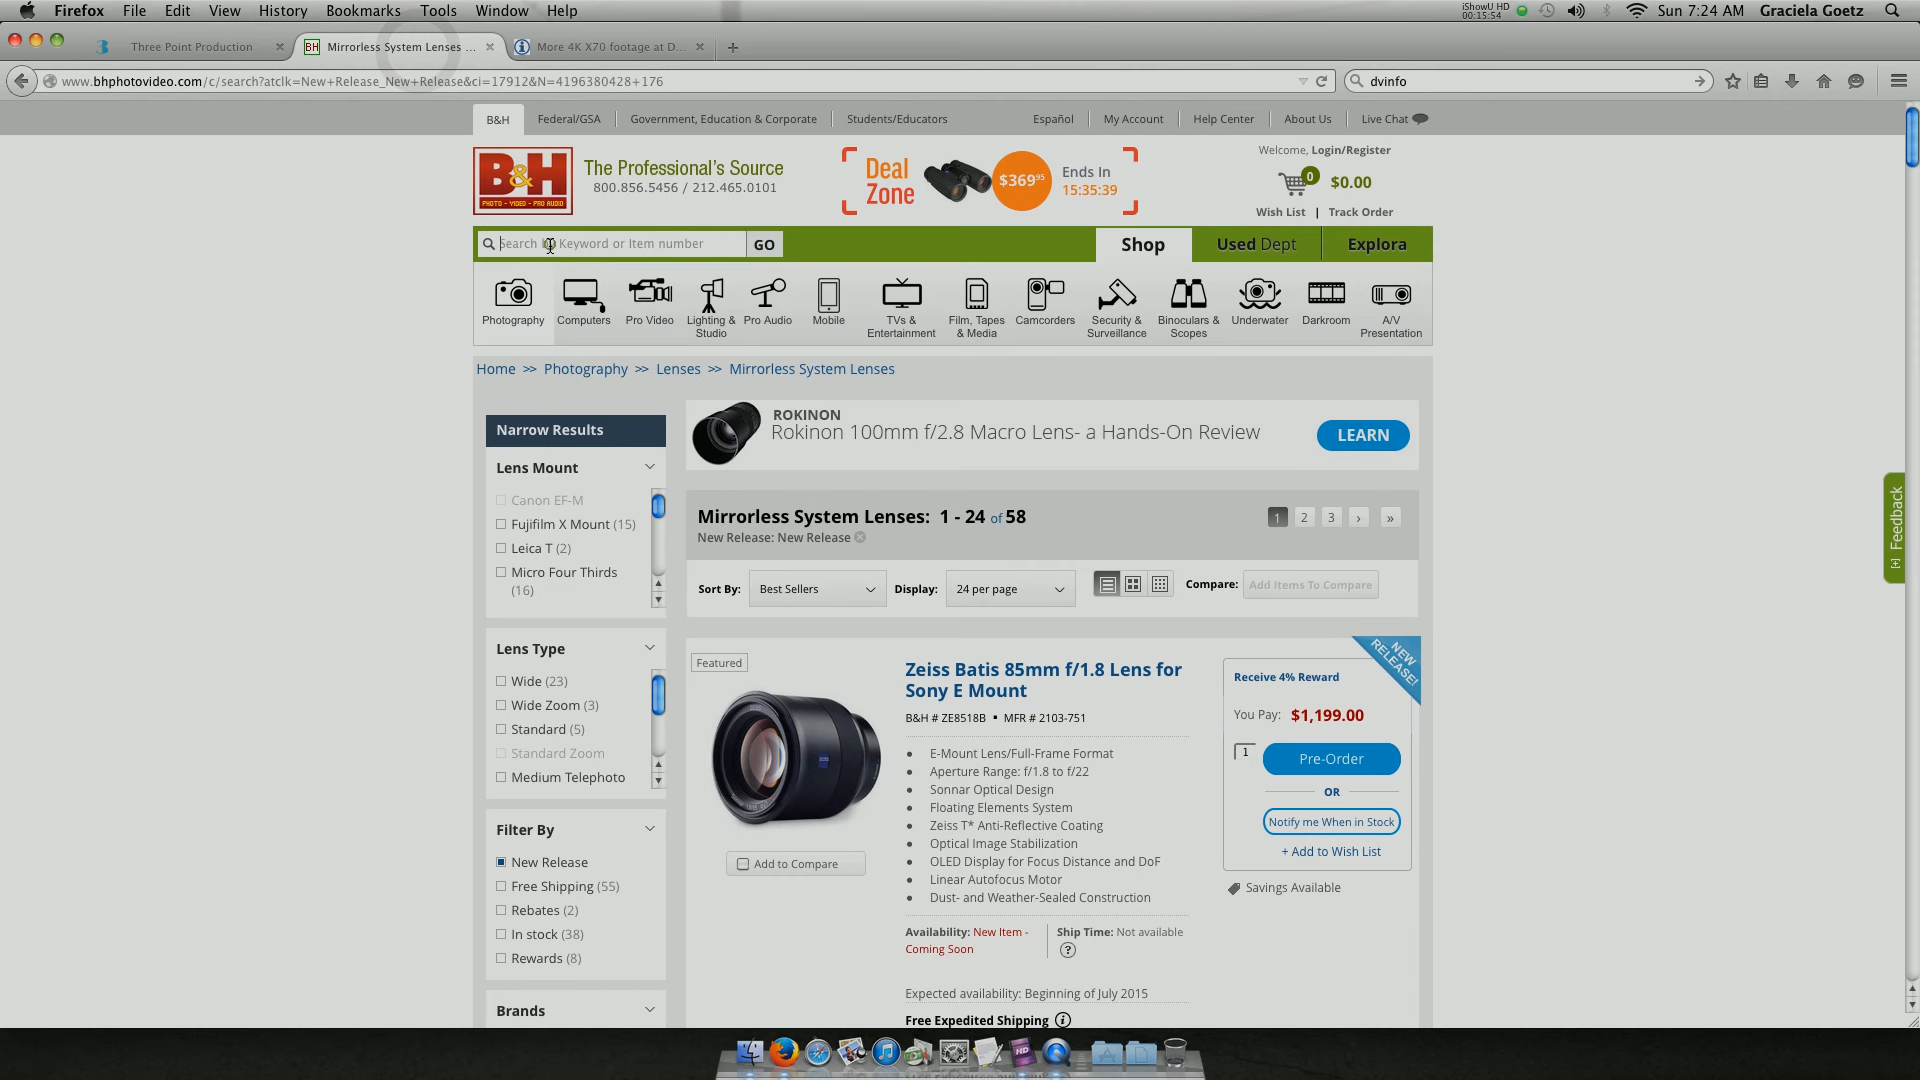 Firefox File Edit View History Bookmarks Tools Window Help
iShowU HD
00:15:54
Sun 7:24 AM Graciela Goetz
Three Point Production
BH Mirrorless System Lenses ...
More 4K X70 footage at D...
www.bhphotovideo.com/c/search?atclk=New+Release_New+Release&ci=17912&N=4196380428+176
dvinfo
B&H Federal/GSA Government, Education & Corporate Students/Educators Español My Account Help Center About Us Live Chat
B&H
PHOTO - VIDEO - PRO AUDIO
The Professional's Source
800.856.5456 / 212.465.0101
Deal
Zone
$369.95
Ends In
15:35:39
Welcome, Login/Register
0 $0.00
Wish List | Track Order
Search by Keyword or Item number GO
Shop Used Dept Explora
Photography
Computers
Pro Video
Lighting &
Studio
Pro Audio
Mobile
TVs &
Entertainment
Film, Tapes
& Media
Camcorders
Security &
Surveillance
Binoculars &
Scopes
Underwater
Darkroom
A/V
Presentation
Home >> Photography >> Lenses >> Mirrorless System Lenses
Narrow Results
Lens Mount
Canon EF-M
Fujifilm X Mount (15)
Leica T (2)
Micro Four Thirds
(16)
Lens Type
Wide (23)
Wide Zoom (3)
Standard (5)
Standard Zoom
Medium Telephoto
Filter By
New Release
Free Shipping (55)
Rebates (2)
In stock (38)
Rewards (8)
Brands
ROKINON
Rokinon 100mm f/2.8 Macro Lens- a Hands-On Review
LEARN
Mirrorless System Lenses: 1 - 24 of 58
New Release: New Release
1 2 3 › »
Sort By: Best Sellers Display: 24 per page Compare: Add Items To Compare
Featured
Add to Compare
Zeiss Batis 85mm f/1.8 Lens for
Sony E Mount
B&H # ZE8518B ▪ MFR # 2103-751
E-Mount Lens/Full-Frame Format
Aperture Range: f/1.8 to f/22
Sonnar Optical Design
Floating Elements System
Zeiss T* Anti-Reflective Coating
Optical Image Stabilization
OLED Display for Focus Distance and DoF
Linear Autofocus Motor
Dust- and Weather-Sealed Construction
Availability: New Item -
Coming Soon
Ship Time: Not available
?
Expected availability: Beginning of July 2015
Free Expedited Shipping
NEW
RELEASE!
Receive 4% Reward
You Pay: $1,199.00
1 Pre-Order
OR
Notify me When in Stock
+ Add to Wish List
Savings Available
[+] Feedback
HD